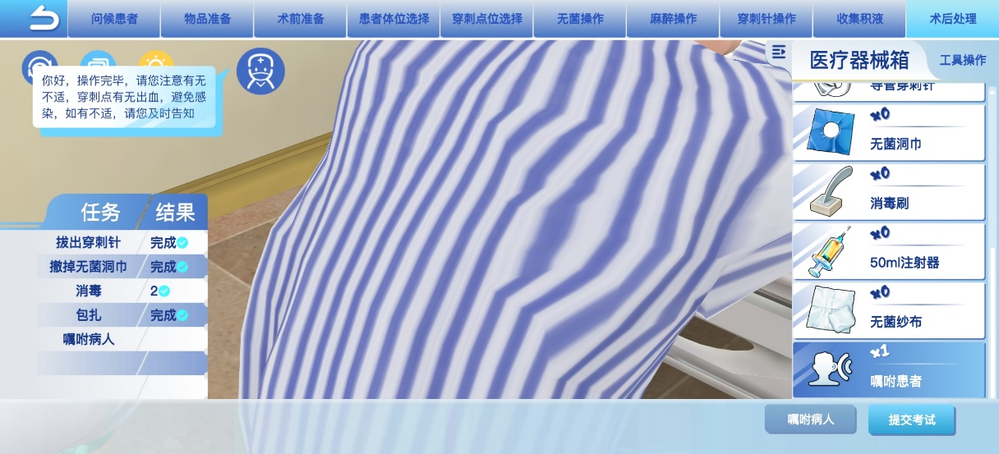 问候患者
物品准备
术前准备
患者体位选择
穿刺点位选择
无菌操作
麻醉操作
穿刺针操作
收集积液
术后处理
你好，操作完毕，请您注意有无
不适，穿刺点有无出血，避免感
染，如有不适，请您及时告知
任务 结果
拔出穿刺针 完成
撤掉无菌洞巾 完成
消毒 2
包扎 完成
嘱咐病人
医疗器械箱
工具操作
导管穿刺针
x0
无菌洞巾
x0
消毒刷
x0
50ml注射器
x0
无菌纱布
x1
嘱咐患者
嘱咐病人
提交考试